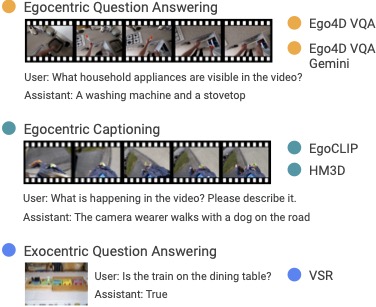 Egocentric Question Answering
Ego4D VQA
Ego4D VQA
Gemini
User: What household appliances are visible in the video?
Assistant: A washing machine and a stovetop
Egocentric Captioning
EgoCLIP
HM3D
User: What is happening in the video? Please describe it.
Assistant: The camera wearer walks with a dog on the road
Exocentric Question Answering
User: Is the train on the dining table?
Assistant: True
VSR